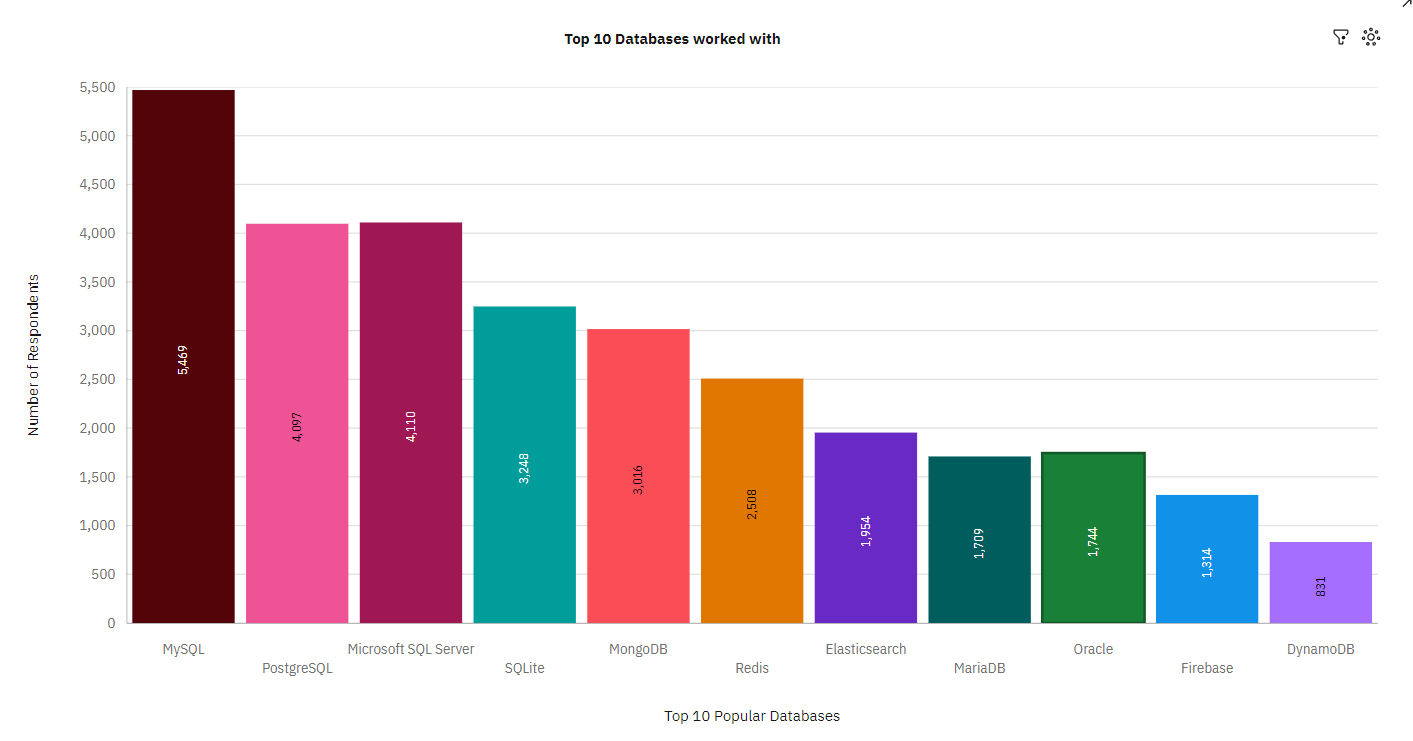 Top 10 Databases worked with
Number of Respondents
5,500
5,000
4,500
4,000
3,500
3,000
2,500
2,000
1,500
1,000
500
0
5,469
4,097
4,110
3,248
3,016
2,508
1,954
1,709
1,744
1,314
831
MySQL
PostgreSQL
Microsoft SQL Server
SQLite
MongoDB
Redis
Elasticsearch
MariaDB
Oracle
Firebase
DynamoDB
Top 10 Popular Databases